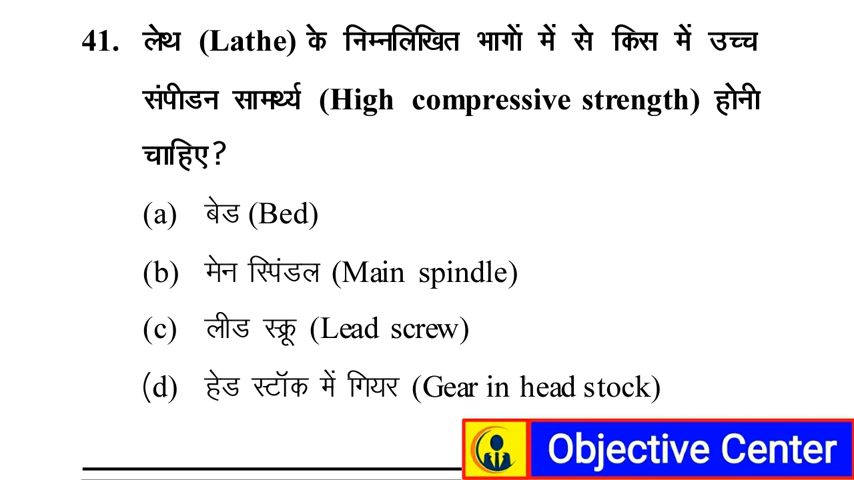 41. लेथ (Lathe) के निम्नलिखित भागों में से किस में उच्च
संपीडन सामर्थ्य (High compressive strength) होनी
चाहिए?
(a) बेड (Bed)
(b) मेन स्पिंडल (Main spindle)
(c) लीड स्क्रू (Lead screw)
(d) हेड स्टॉक में गियर (Gear in head stock)
Objective Center